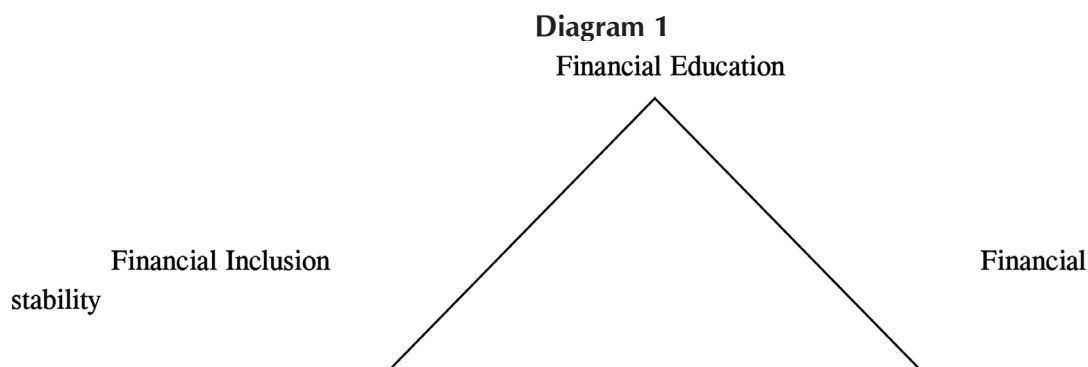 Diagram 1
Financial Education
Financial Inclusion Financial
stability